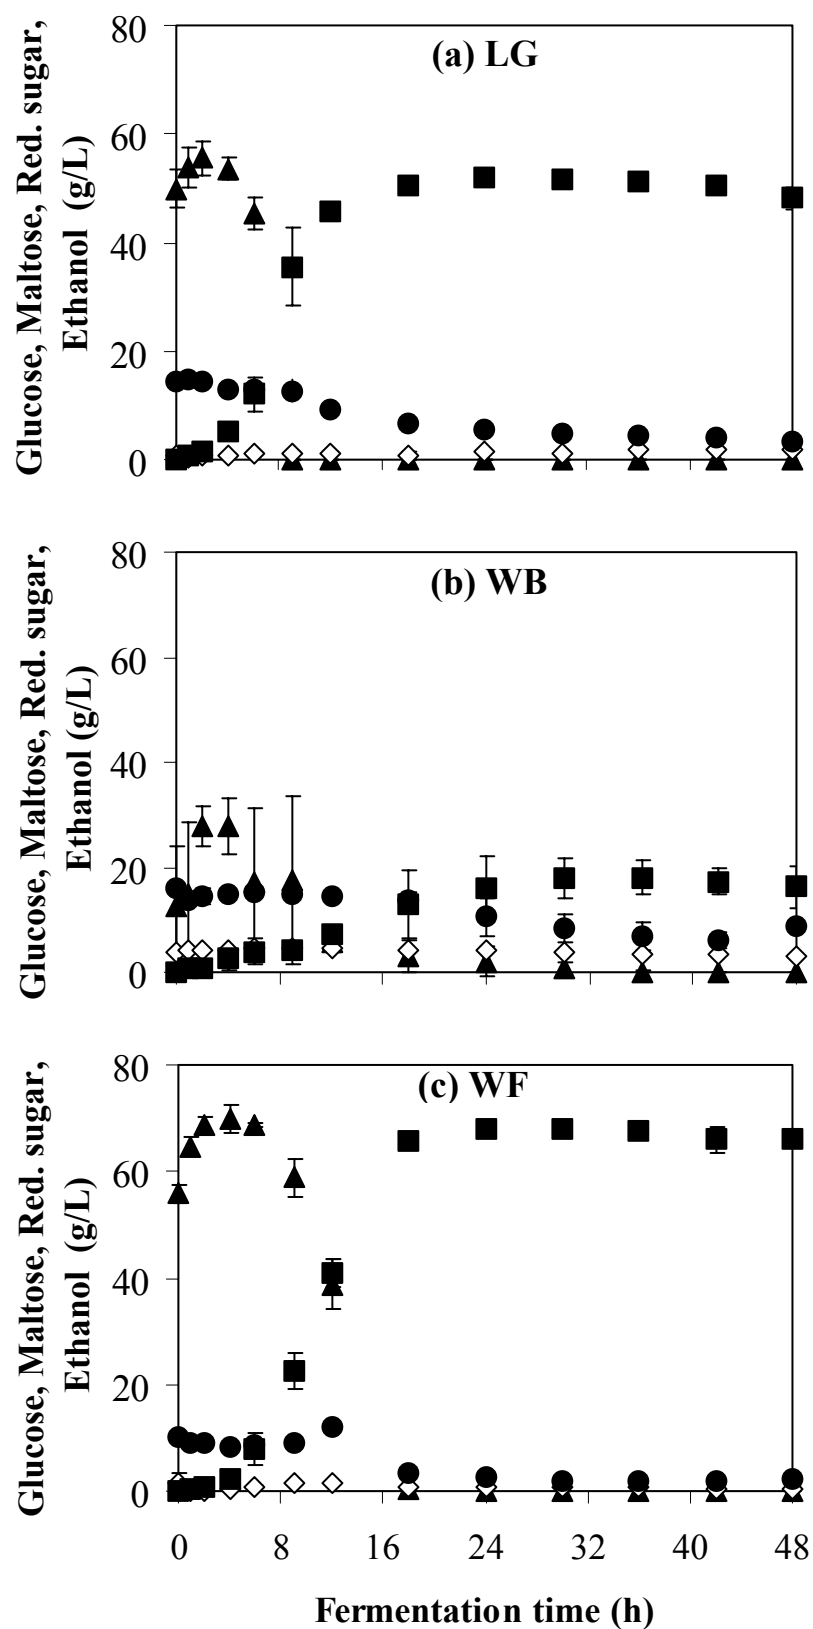 Glucose, Maltose, Red. sugar,
Ethanol (g/L)
80
60
40
20
0
(a) LG
Glucose, Maltose, Red. sugar,
Ethanol (g/L)
80
60
40
20
0
(b) WB
Glucose, Maltose, Red. sugar,
Ethanol (g/L)
80
60
40
20
0
(c) WF
0 8 16 24 32 40 48
Fermentation time (h)